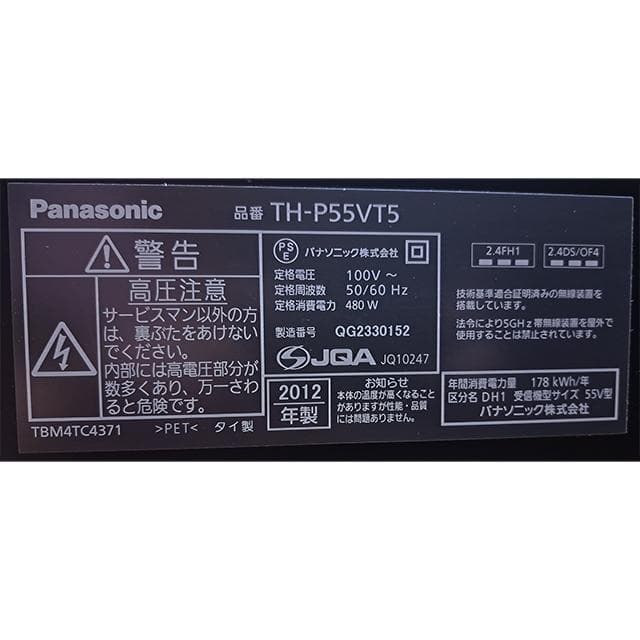 Panasonic 品番 TH-P55VT5
警告
高圧注意
サービスマン以外の方
は、裏ぶたをあけない
でください。
内部には高電圧部分が
数多くあり、万一さわ
ると危険です。
TBM4TC4371 >PET< タイ製
PSE パナソニック株式会社
定格電圧 100V ～
定格周波数 50/60 Hz
定格消費電力 480 W
製造番号 QG2330152
JQA JQ10247
2012
年製
お知らせ
本体の温度が高くなること
がありますが性能・品質
には問題ありません。
2.4FH1 2.4DS/OF4
技術基準適合証明済みの無線装置を内蔵しています。
法令により5GHz帯無線装置を屋外で
使用することは禁止されています。
年間消費電力量 178 kWh/年
区分名 DH1 受信機型サイズ 55V型
パナソニック株式会社